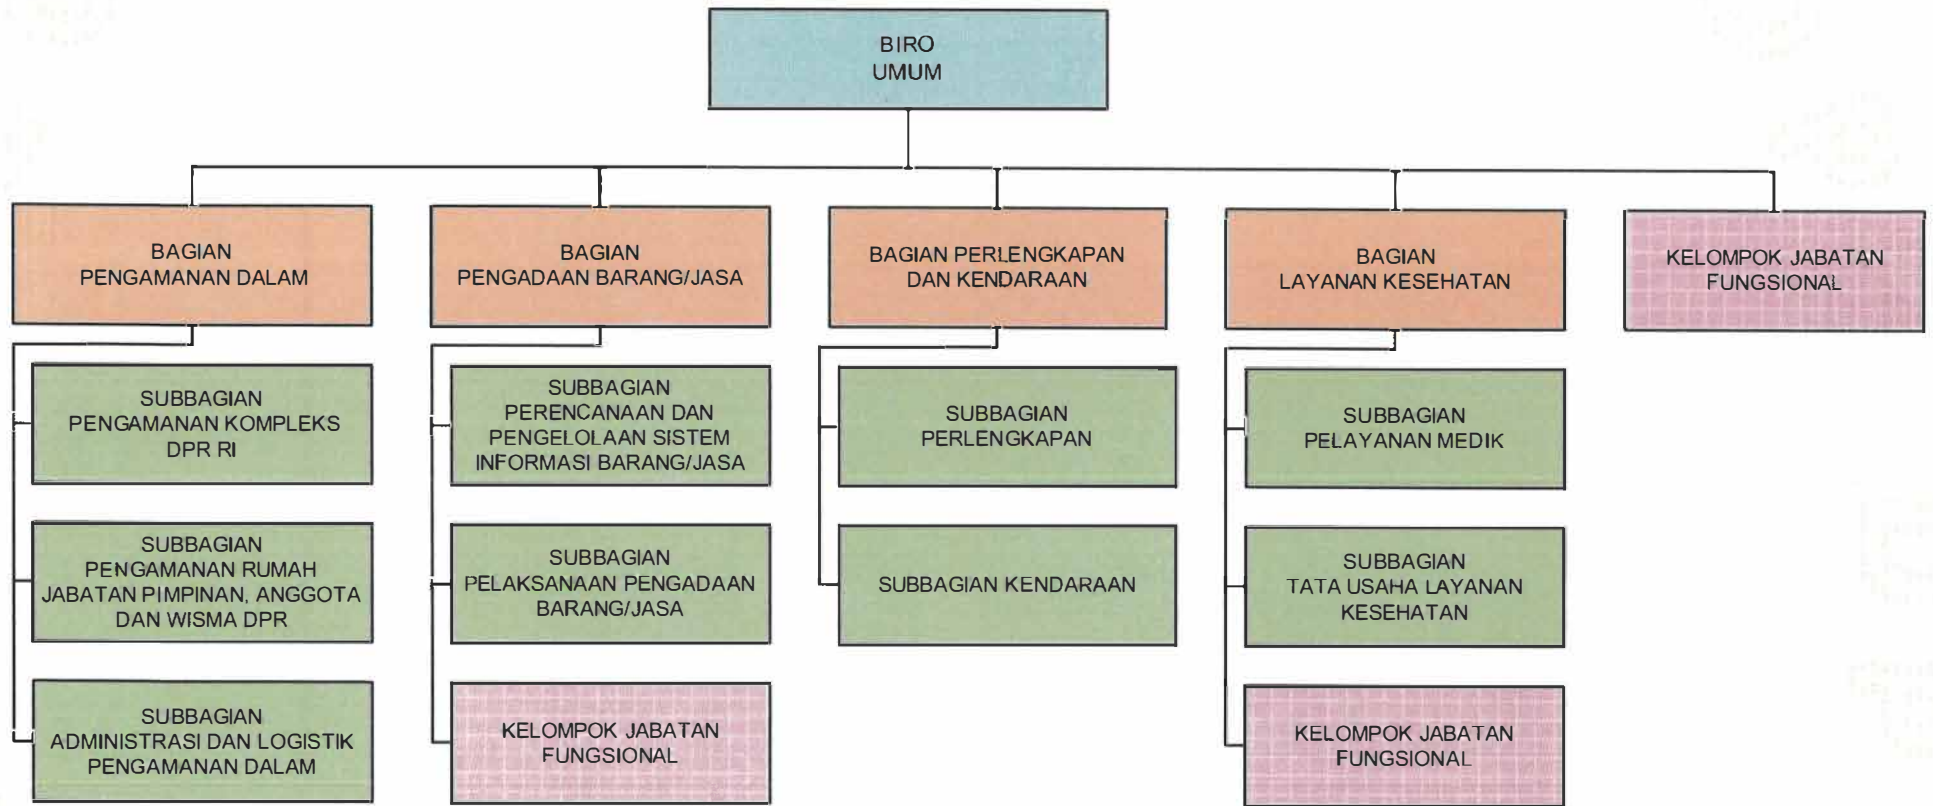 BIRO
UMUM
BAGIAN
PENGAMANAN DALAM
BAGIAN
PENGADAAN BARANG/JASA
BAGIAN PERLENGKAPAN
DAN KENDARAAN
BAGIAN
LAYANAN KESEHATAN
KELOMPOK JABATAN
FUNGSIONAL
SUBBAGIAN
PENGAMANAN KOMPLEKS
DPR RI
SUBBAGIAN
PERENCANAAN DAN
PENGELOLAAN SISTEM
INFORMASI BARANG/JASA
SUBBAGIAN
PERLENGKAPAN
SUBBAGIAN
PELAYANAN MEDIK
SUBBAGIAN
PENGAMANAN RUMAH
JABATAN PIMPINAN, ANGGOTA
DAN WISMA DPR
SUBBAGIAN
PELAKSANAAN PENGADAAN
BARANG/JASA
SUBBAGIAN KENDARAAN
SUBBAGIAN
TATA USAHA LAYANAN
KESEHATAN
SUBBAGIAN
ADMINISTRASI DAN LOGISTIK
PENGAMANAN DALAM
KELOMPOK JABATAN
FUNGSIONAL
KELOMPOK JABATAN
FUNGSIONAL